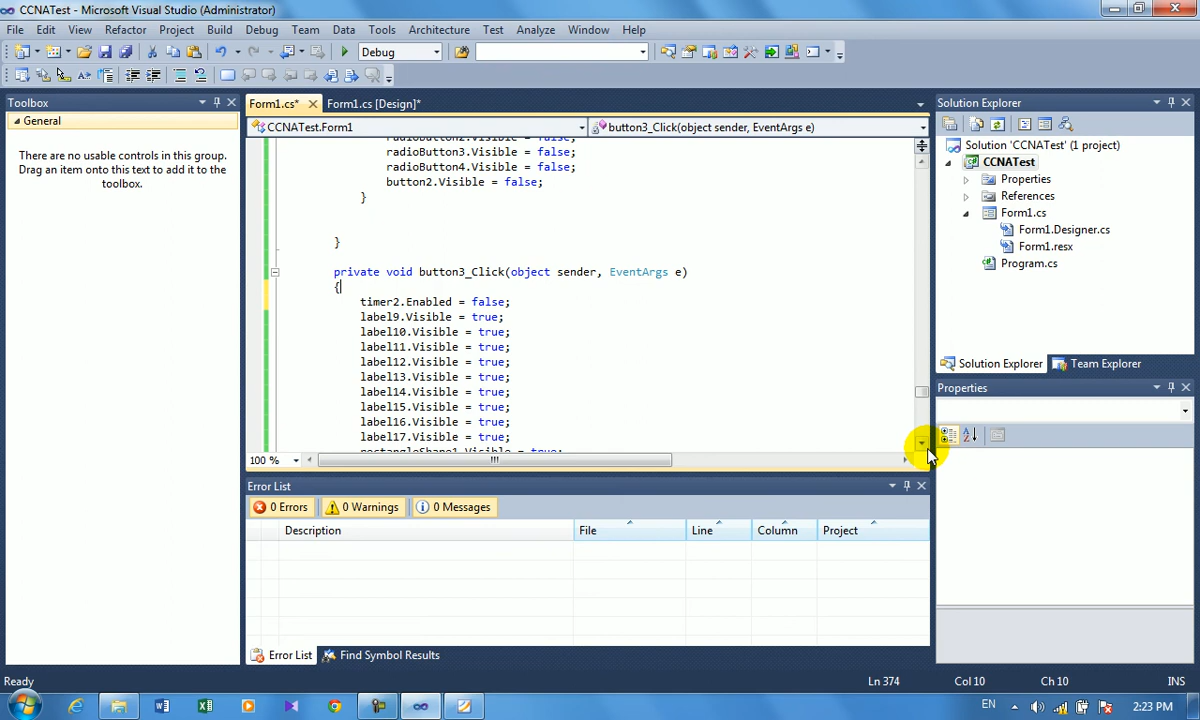 CCNATest - Microsoft Visual Studio (Administrator)
File Edit View Refactor Project Build Debug Team Data Tools Architecture Test Analyze Window Help
Debug
Toolbox
General
There are no usable controls in this group.
Drag an item onto this text to add it to the
toolbox.
Form1.cs* Form1.cs [Design]*
CCNATest.Form1 button3_Click(object sender, EventArgs e)
radioButton2.Visible = false;
radioButton3.Visible = false;
radioButton4.Visible = false;
button2.Visible = false;
}
}
private void button3_Click(object sender, EventArgs e)
{
timer2.Enabled = false;
label9.Visible = true;
label10.Visible = true;
label11.Visible = true;
label12.Visible = true;
label13.Visible = true;
label14.Visible = true;
label15.Visible = true;
label16.Visible = true;
label17.Visible = true;
rectangleShape1.Visible = true;
100 %
Error List
0 Errors 0 Warnings 0 Messages
Description File Line Column Project
Error List Find Symbol Results
Solution Explorer
Solution 'CCNATest' (1 project)
CCNATest
Properties
References
Form1.cs
Form1.Designer.cs
Form1.resx
Program.cs
Solution Explorer Team Explorer
Properties
Ready Ln 374 Col 10 Ch 10 INS
EN 2:23 PM